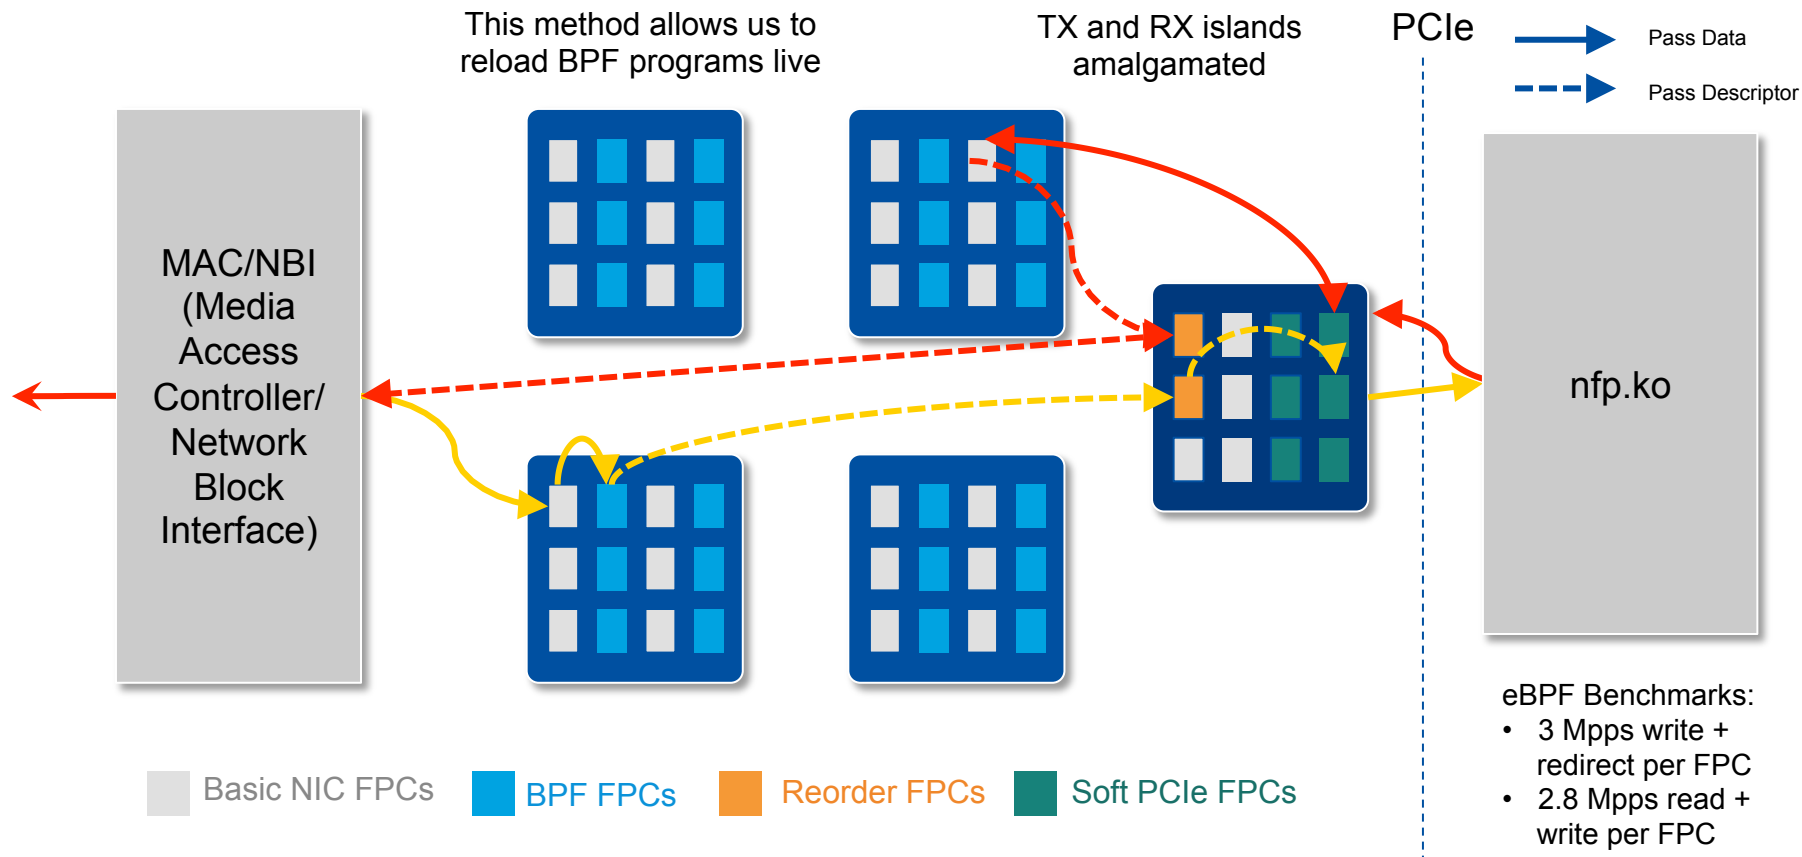 This method allows us to
reload BPF programs live
TX and RX islands
amalgamated
PCIe
Pass Data
Pass Descriptor
MAC/NBI
(Media
Access
Controller/
Network
Block
Interface)
nfp.ko
eBPF Benchmarks:
• 3 Mpps write +
redirect per FPC
• 2.8 Mpps read +
write per FPC
Basic NIC FPCs
BPF FPCs
Reorder FPCs
Soft PCIe FPCs